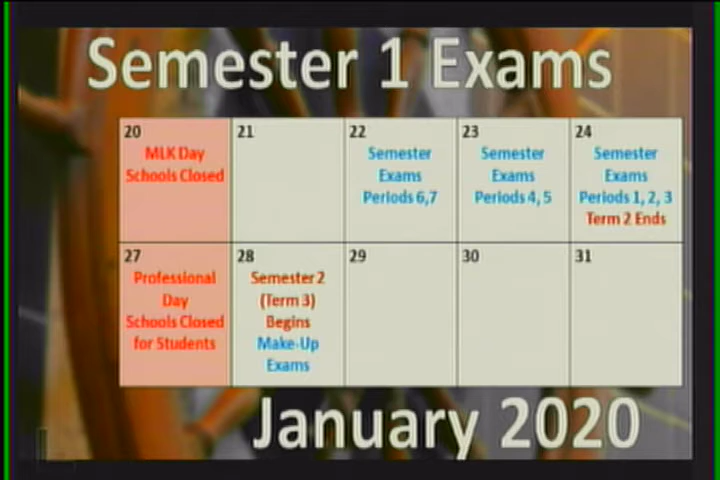 Semester 1 Exams
20
MLK Day
Schools Closed
21
22
Semester
Exams
Periods 6,7
23
Semester
Exams
Periods 4, 5
24
Semester
Exams
Periods 1, 2, 3
Term 2 Ends
27
Professional
Day
Schools Closed
for Students
28
Semester 2
(Term 3)
Begins
Make-Up
Exams
29
30
31
January 2020